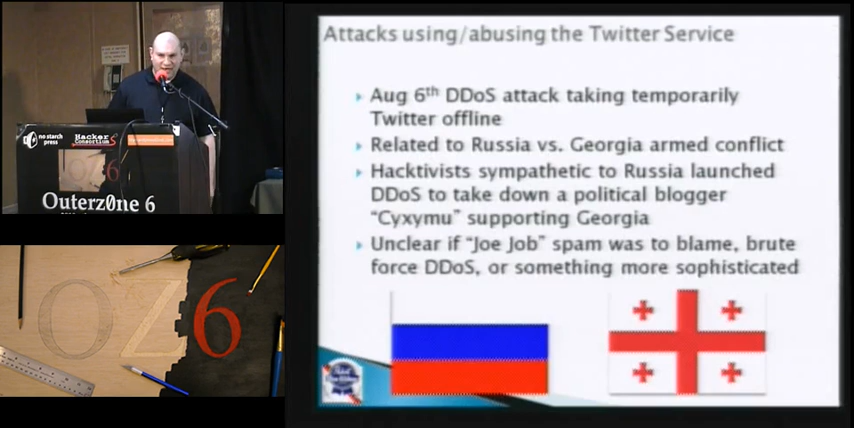 no starch
press
Hacker
Consortium
OZ6
Outerz0ne 6
OZ6
Attacks using/abusing the Twitter Service
Aug 6th DDoS attack taking temporarily
Twitter offline
Related to Russia vs. Georgia armed conflict
Hacktivists sympathetic to Russia launched
DDoS to take down a political blogger
“Cyxymu” supporting Georgia
Unclear if “Joe Job” spam was to blame, brute
force DDoS, or something more sophisticated